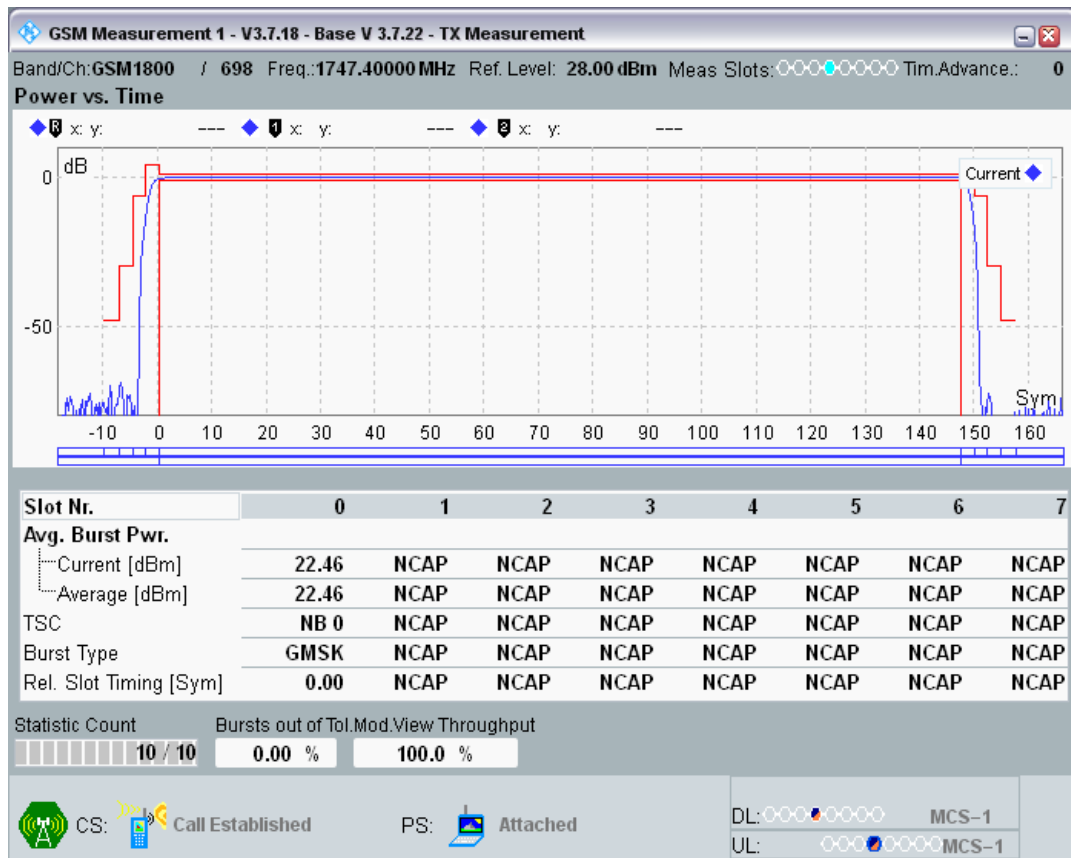 GSM Measurement 1 - V3.7.18 - Base V 3.7.22 - TX Measurement
Band/Ch:GSM1800 / 698 Freq.:1747.40000 MHz Ref. Level: 28.00 dBm Meas Slots: Tim.Advance.: 0
Power vs. Time
R x: y: --- 1 x: y: --- 2 x: y: ---
dB
0
Current
-50
Sym
-10 0 10 20 30 40 50 60 70 80 90 100 110 120 130 140 150 160
Slot Nr. 0 1 2 3 4 5 6 7
Avg. Burst Pwr.
Current [dBm] 22.46 NCAP NCAP NCAP NCAP NCAP NCAP NCAP
Average [dBm] 22.46 NCAP NCAP NCAP NCAP NCAP NCAP NCAP
TSC NB 0 NCAP NCAP NCAP NCAP NCAP NCAP NCAP
Burst Type GMSK NCAP NCAP NCAP NCAP NCAP NCAP NCAP
Rel. Slot Timing [Sym] 0.00 NCAP NCAP NCAP NCAP NCAP NCAP NCAP
Statistic Count Bursts out of Tol.Mod.View Throughput
10 / 10 0.00 % 100.0 %
CS: Call Established PS: Attached
DL: MCS-1
UL: MCS-1